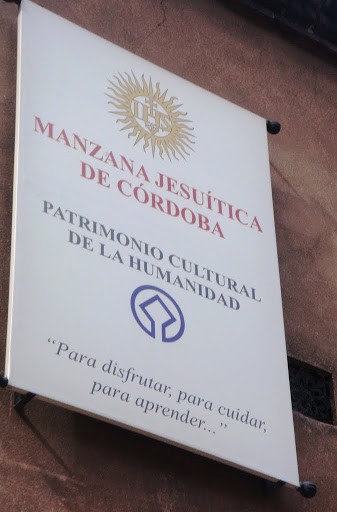 IHS
MANZANA JESUÍTICA
DE CÓRDOBA
PATRIMONIO CULTURAL
DE LA HUMANIDAD
“Para disfrutar, para cuidar,
para aprender...”